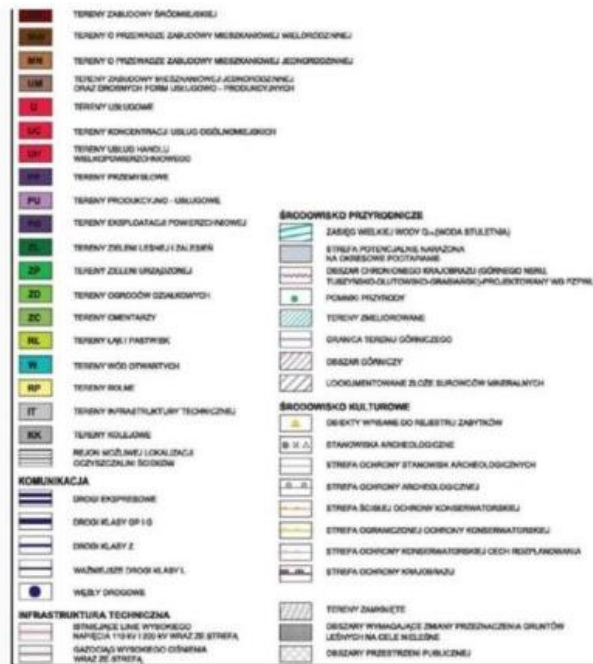 TERENY ZABUDOWY ŚRÓDMIEJSKIEJ
MW
TERENY O PRZEWADZE ZABUDOWY MIESZKANIOWEJ WIELORODZINNEJ
MN
TERENY O PRZEWADZE ZABUDOWY MIESZKANIOWEJ JEDNORODZINNEJ
UM
TERENY ZABUDOWY MIESZKANIOWEJ JEDNORODZINNEJ
ORAZ DROBNYCH FORM USŁUGOWO - PRODUKCYJNYCH
U
TERENY USŁUGOWE
UC
TERENY KONCENTRACJI USŁUG OGÓLNOMIEJSKICH
UH
TERENY USŁUG HANDLU
WIELKOPOWIERZCHNIOWEGO
TERENY PRZEMYSŁOWE
PU
TERENY PRODUKCYJNO - USŁUGOWE
PG
TERENY EKSPLOATACJI POWIERZCHNIOWEJ
ZL
TERENY ZIELENI LEŚNEJ I ZALESIEŃ
ZP
TERENY ZIELENI URZĄDZONEJ
ZD
TERENY OGRODÓW DZIAŁKOWYCH
ZC
TERENY CMENTARZY
RŁ
TERENY ŁĄK I PASTWISK
W
TERENY WÓD OTWARTYCH
RP
TERENY ROLNE
IT
TERENY INFRASTRUKTURY TECHNICZNEJ
KK
TERENY KOLEJOWE
REJON MOŻLIWEJ LOKALIZACJI
OCZYSZCZALNI ŚCIEKÓW
KOMUNIKACJA
DROGI EKSPRESOWE
DROGI KLASY GP I G
DROGI KLASY Z
WAŻNIEJSZE DROGI KLASY L
WĘZŁY DROGOWE
INFRASTRUKTURA TECHNICZNA
ISTNIEJĄCE LINIE WYSOKIEGO
NAPIĘCIA 110 kV I 220 kV WRAZ ZE STREFĄ
GAZOCIĄG WYSOKIEGO CIŚNIENIA
WRAZ ZE STREFĄ
ŚRODOWISKO PRZYRODNICZE
ZASIĘG WIELKIEJ WODY (WODA STULETNIA)
STREFA POTENCJALNIE NARAŻONA
NA OKRESOWE PODTAPIANIE
OBSZAR CHRONIONEGO KRAJOBRAZU (GÓRNEGO NERU,
TUSZYŃSKO-DŁUTOWSKO-GRABIAŃSKI)-PROJEKTOWANY WG PZPWŁ
POMNIKI PRZYRODY
TERENY ZMELIOROWANE
GRANICA TERENU GÓRNICZEGO
OBSZAR GÓRNICZY
UDOKUMENTOWANE ZŁOŻE SUROWCÓW MINERALNYCH
ŚRODOWISKO KULTUROWE
OBIEKTY WPISANE DO REJESTRU ZABYTKÓW
STANOWISKA ARCHEOLOGICZNE
STREFA OCHRONY STANOWISK ARCHEOLOGICZNYCH
STREFA OCHRONY ARCHEOLOGICZNEJ
STREFA ŚCISŁEJ OCHRONY KONSERWATORSKIEJ
STREFA OGRANICZONEJ OCHRONY KONSERWATORSKIEJ
STREFA OCHRONY KONSERWATORSKIEJ CECH ROZPLANOWANIA
STREFA OCHRONY KRAJOBRAZU
TERENY ZAMKNIĘTE
OBSZARY WYMAGAJĄCE ZMIANY PRZEZNACZENIA GRUNTÓW
LEŚNYCH NA CELE NIELEŚNE
OBSZARY PRZESTRZENI PUBLICZNEJ